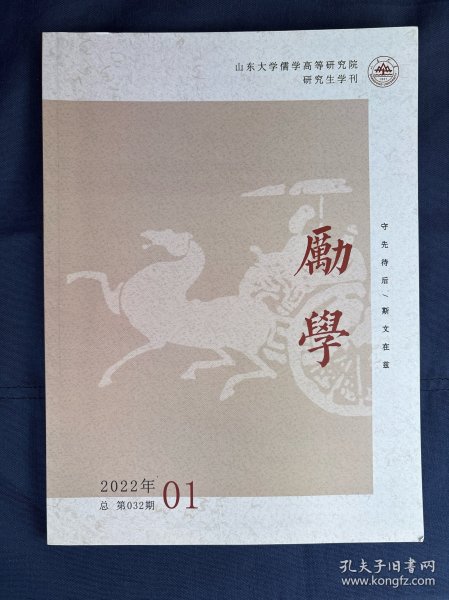 山东大学儒学高等研究院
研究生学刊
勵學
守先待后/斯文在兹
2022年
01
总 第032期
孔夫子旧书网
www.kongfz.com